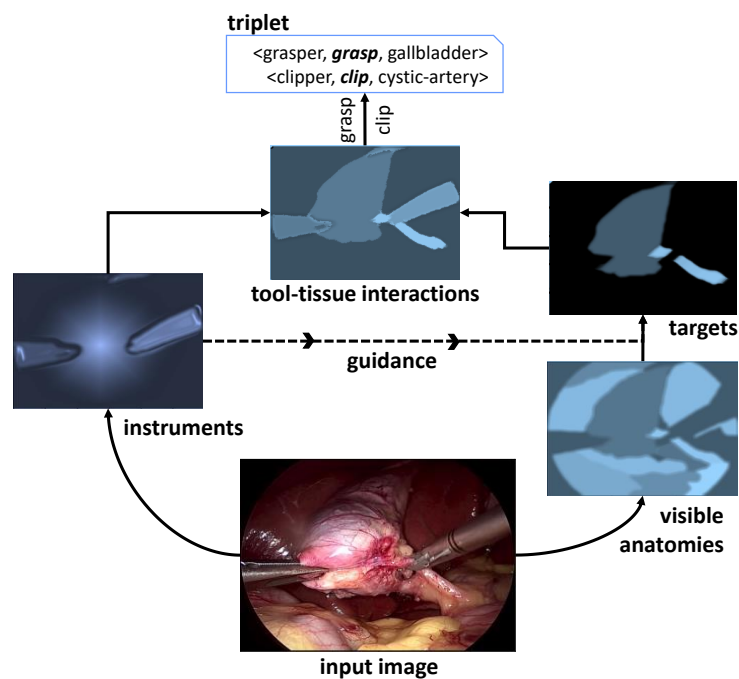 triplet
<grasper, grasp, gallbladder>
<clipper, clip, cystic-artery>
grasp
clip
tool-tissue interactions
targets
guidance
instruments
visible
anatomies
input image